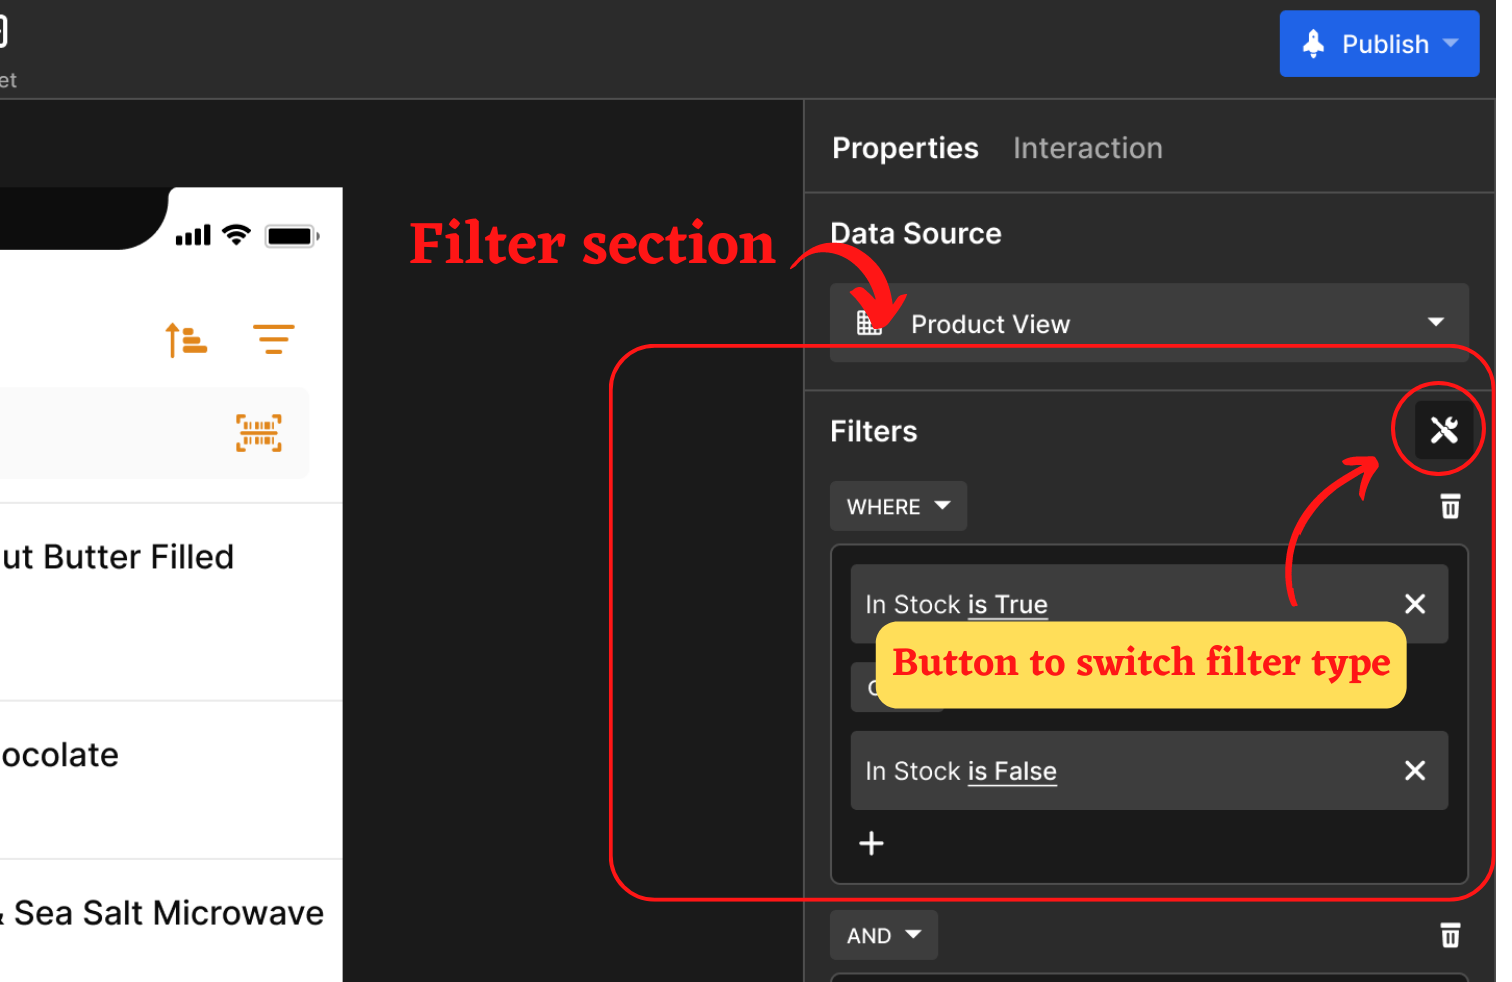 et
Publish
Properties Interaction
Filter section
Data Source
Product View
Filters
WHERE
ut Butter Filled
In Stock is True
Button to switch filter type
ocolate
In Stock is False
& Sea Salt Microwave
AND